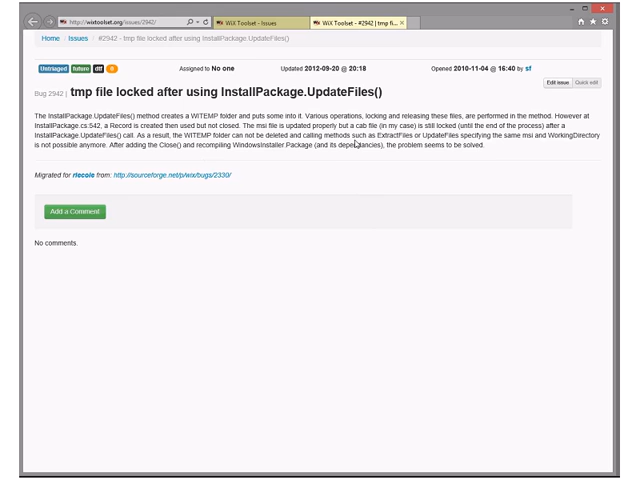 http://wixtoolset.org/issues/2942/
WiX Toolset - Issues
WiX Toolset - #2942 | tmp fi...
Home Issues #2942 - tmp file locked after using InstallPackage.UpdateFiles()
Untriaged future dtf 0 Assigned to No one Updated 2012-09-20 @ 20:18 Opened 2010-11-04 @ 16:40 by sf
Edit issue Quick edit
Bug 2942 | tmp file locked after using InstallPackage.UpdateFiles()
The InstallPackage.UpdateFiles() method creates a WITEMP folder and puts some into it. Various operations, locking and releasing these files, are performed in the method. However at
InstallPackage.cs:542, a Record is created then used but not closed. The msi file is updated properly but a cab file (in my case) is still locked (until the end of the process) after a
InstallPackage.UpdateFiles() call. As a result, the WITEMP folder can not be deleted and calling methods such as ExtractFiles or UpdateFiles specifying the same msi and WorkingDirectory
is not possible anymore. After adding the Close() and recompiling WindowsInstaller Package (and its dependancies), the problem seems to be solved.
Migrated for rlecole from: http://sourceforge.net/p/wix/bugs/2330/
Add a Comment
No comments.